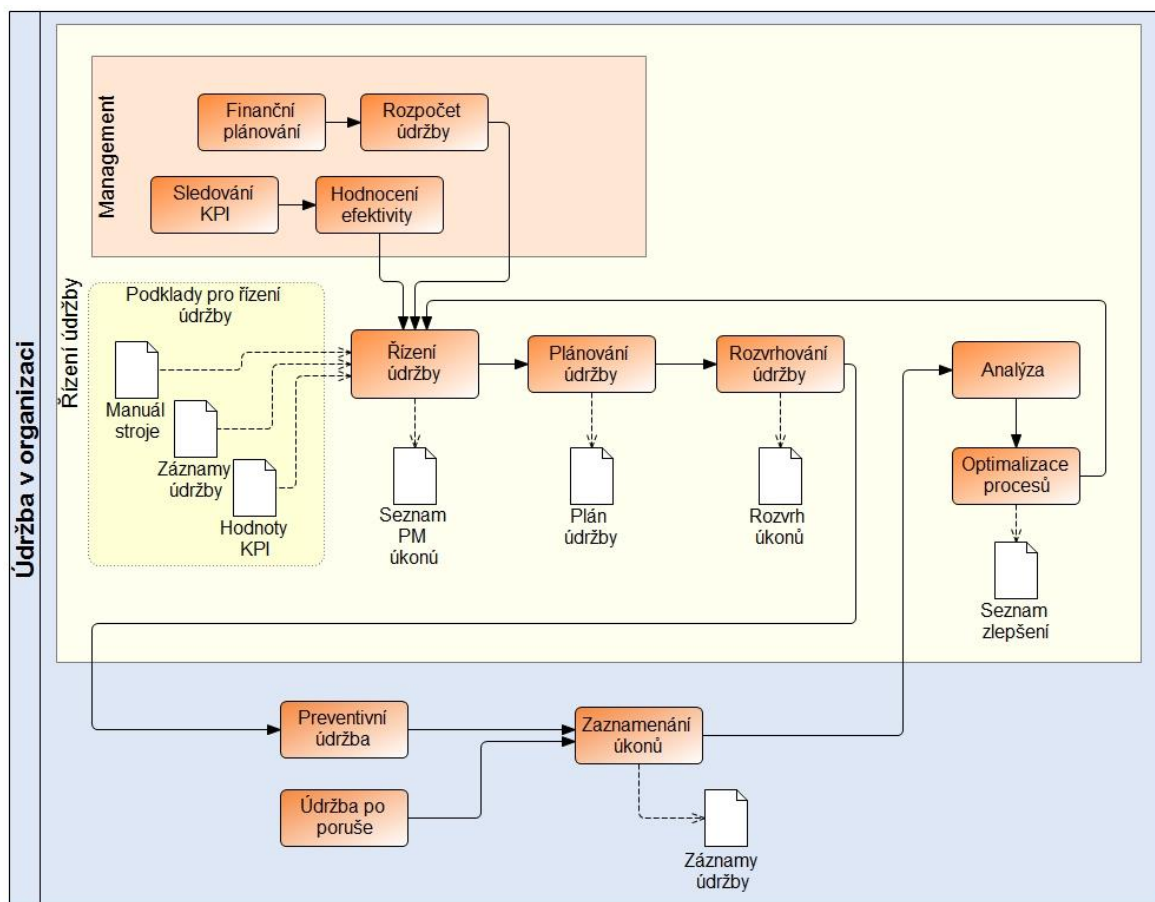 Údržba v organizaci
Řízení údržby
Management
Finanční
plánování
Rozpočet
údržby
Sledování
KPI
Hodnocení
efektivity
Podklady pro řízení
údržby
Manuál
stroje
Záznamy
údržby
Hodnoty
KPI
Řízení
údržby
Plánování
údržby
Rozvrhování
údržby
Analýza
Seznam
PM
úkonů
Plán
údržby
Rozvrh
úkonů
Optimalizace
procesů
Seznam
zlepšení
Preventivní
údržba
Zaznamenání
úkonů
Údržba po
poruše
Záznamy
údržby